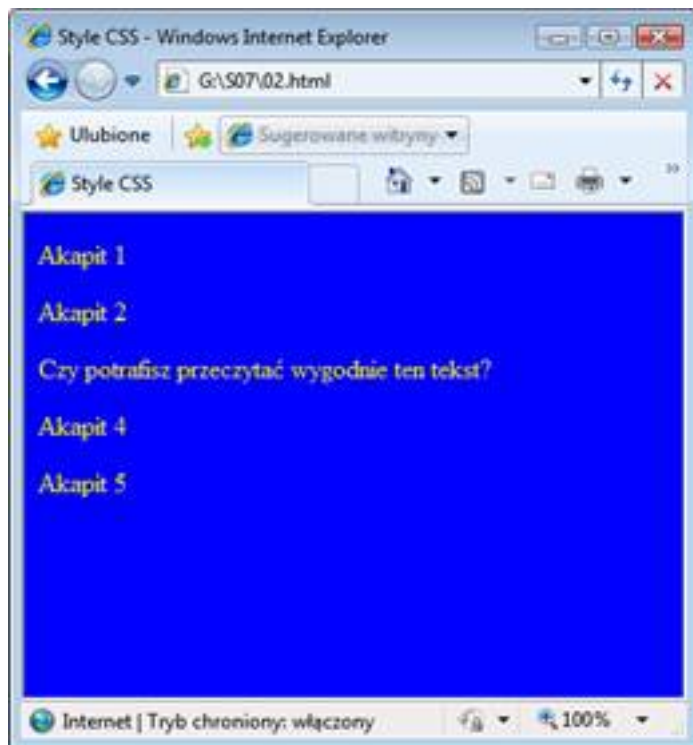 Style CSS - Windows Internet Explorer
G:\S07\02.html
Ulubione
Sugerowane witryny
Style CSS
Akapit 1
Akapit 2
Czy potrafisz przeczytać wygodnie ten tekst?
Akapit 4
Akapit 5
Internet | Tryb chroniony: włączony
100%